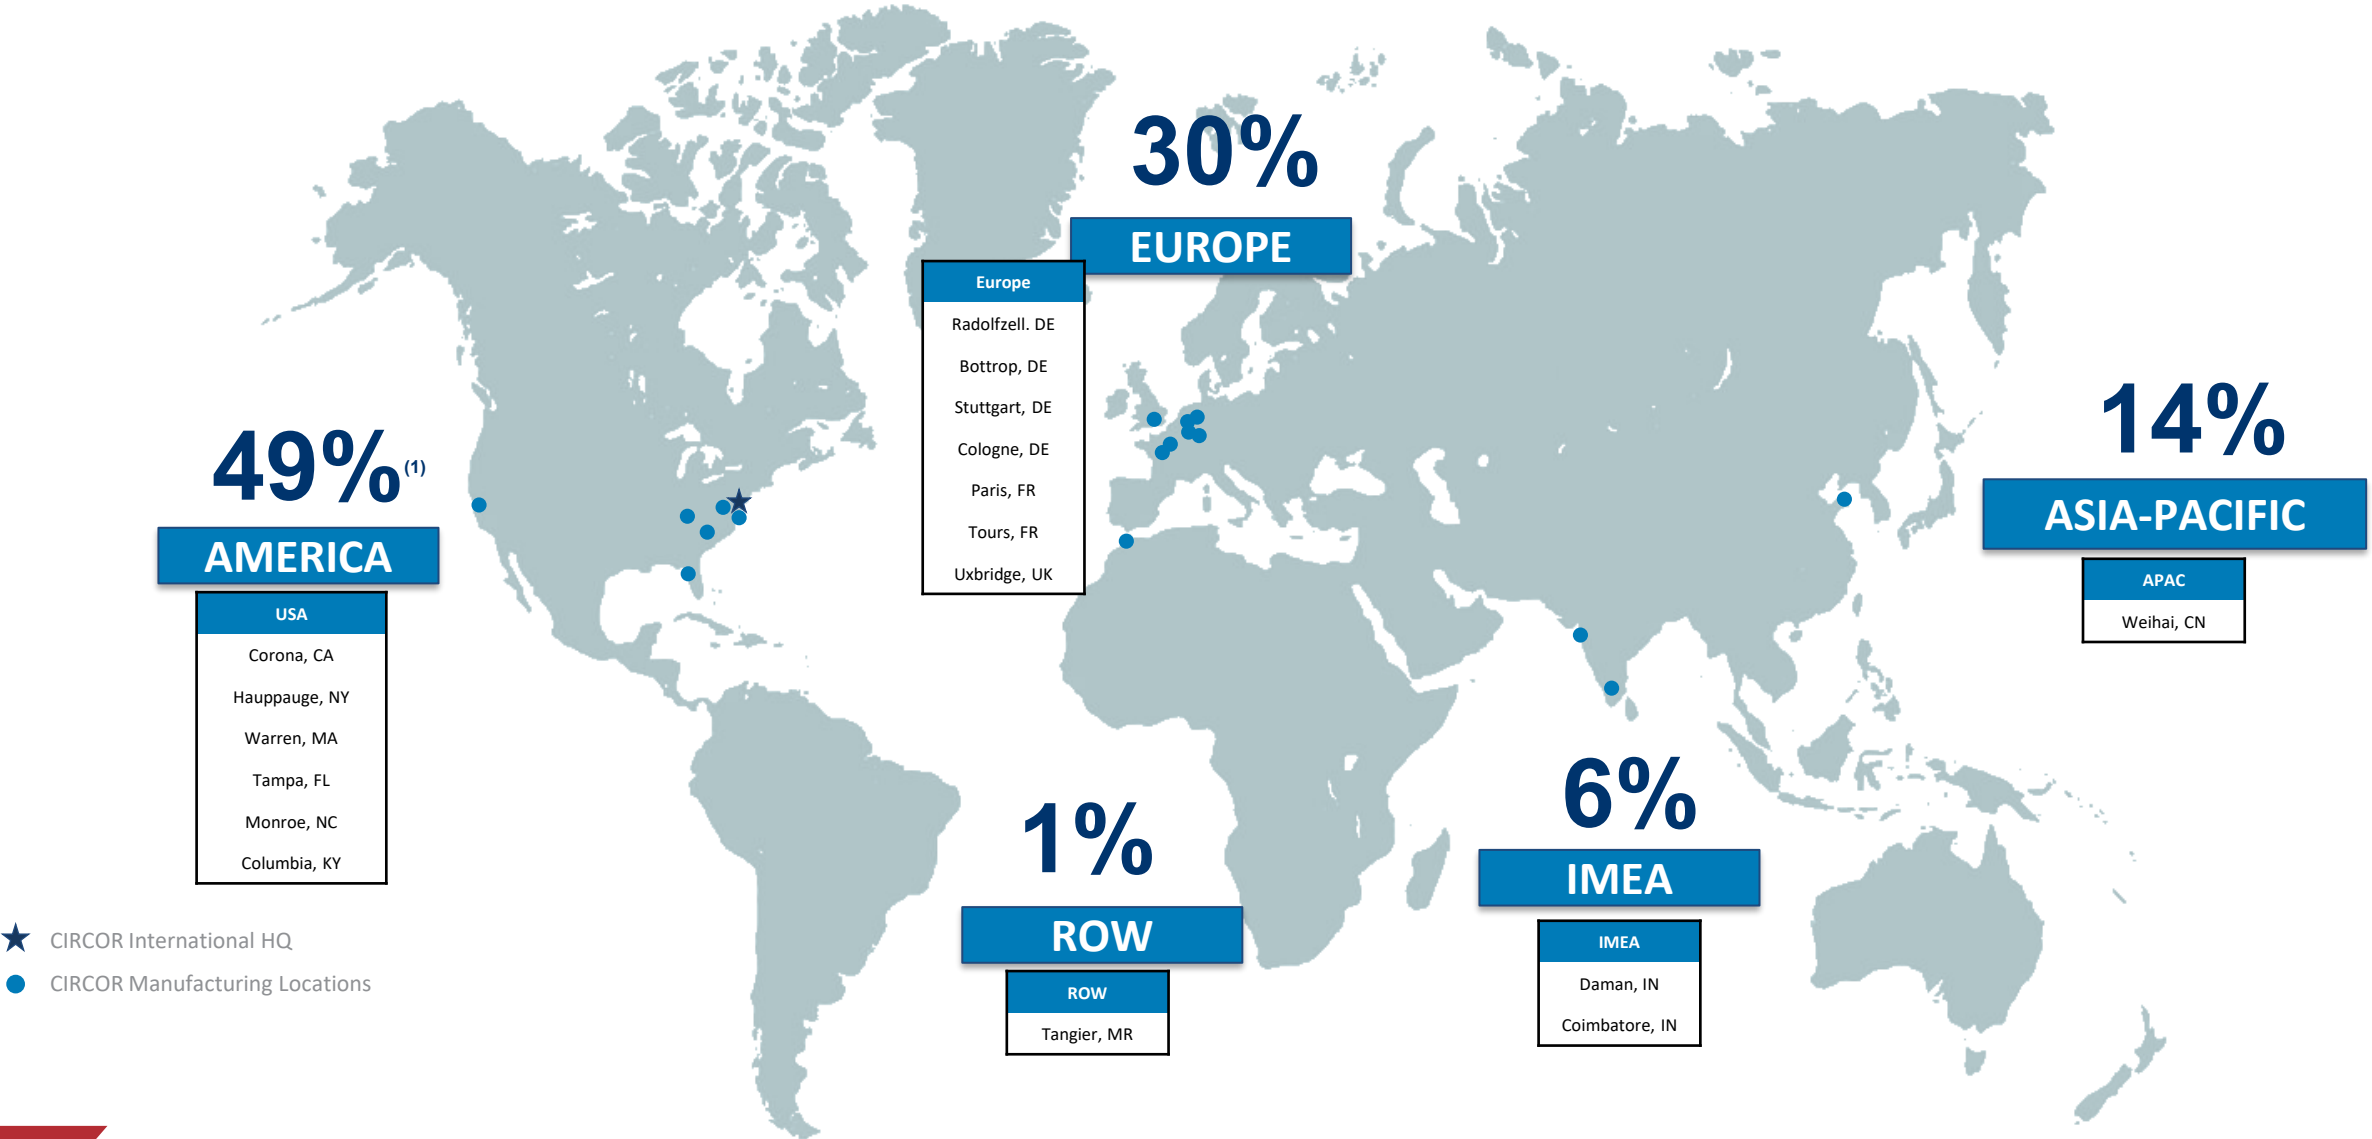 30%
EUROPE
Europe
Radolfzell. DE
Bottrop, DE
Stuttgart, DE
Cologne, DE
Paris, FR
Tours, FR
Uxbridge, UK
49%(1)
AMERICA
USA
Corona, CA
Hauppauge, NY
Warren, MA
Tampa, FL
Monroe, NC
Columbia, KY
14%
ASIA-PACIFIC
APAC
Weihai, CN
1%
ROW
ROW
Tangier, MR
6%
IMEA
IMEA
Daman, IN
Coimbatore, IN
CIRCOR International HQ
CIRCOR Manufacturing Locations